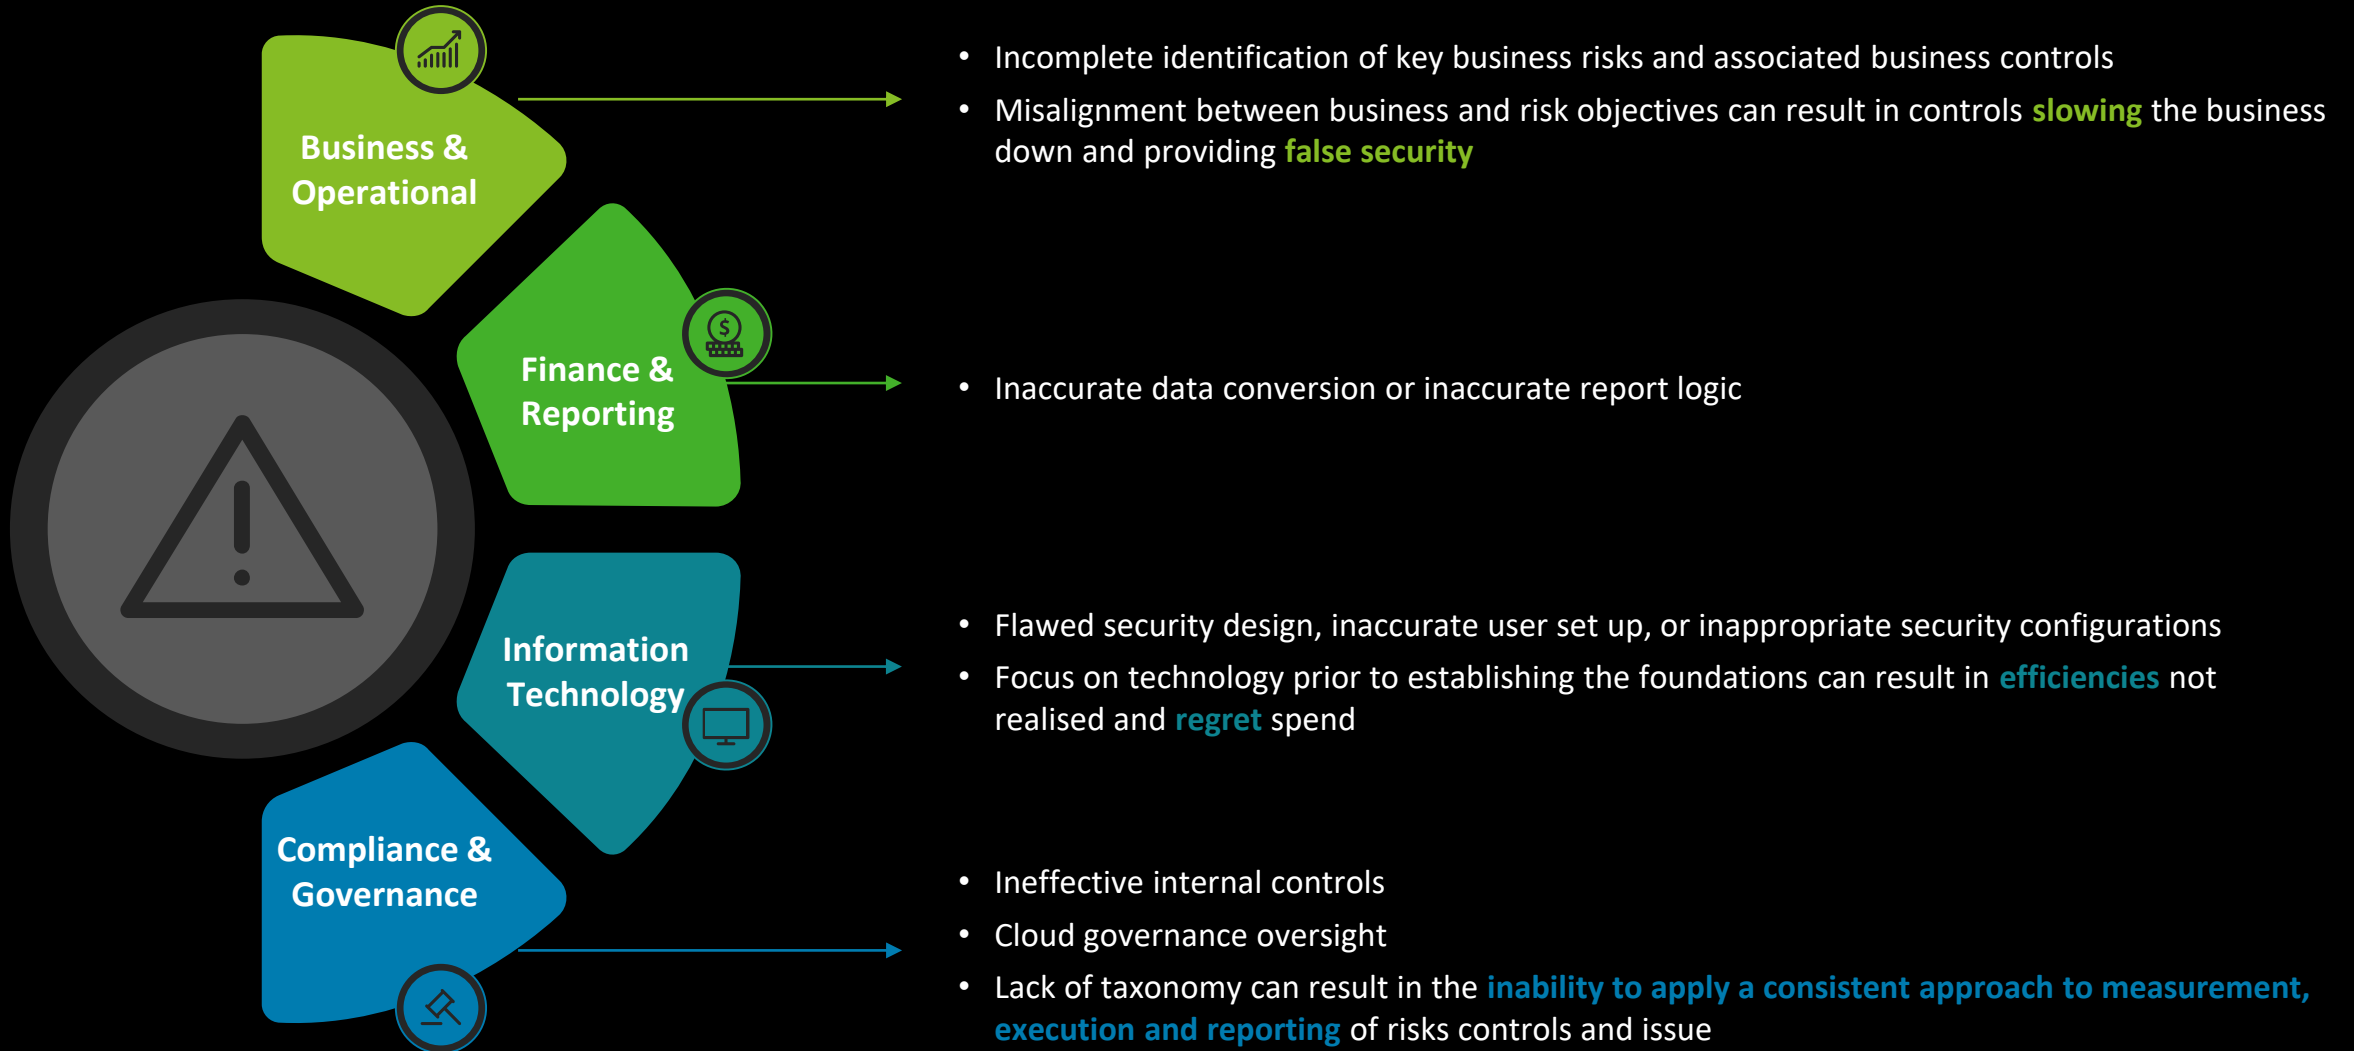 Business &
Operational
• Incomplete identification of key business risks and associated business controls
• Misalignment between business and risk objectives can result in controls slowing the business
down and providing false security
Finance &
Reporting
$
• Inaccurate data conversion or inaccurate report logic
Information
Technology
• Flawed security design, inaccurate user set up, or inappropriate security configurations
• Focus on technology prior to establishing the foundations can result in efficiencies not
realised and regret spend
Compliance &
Governance
• Ineffective internal controls
• Cloud governance oversight
• Lack of taxonomy can result in the inability to apply a consistent approach to measurement,
execution and reporting of risks controls and issue